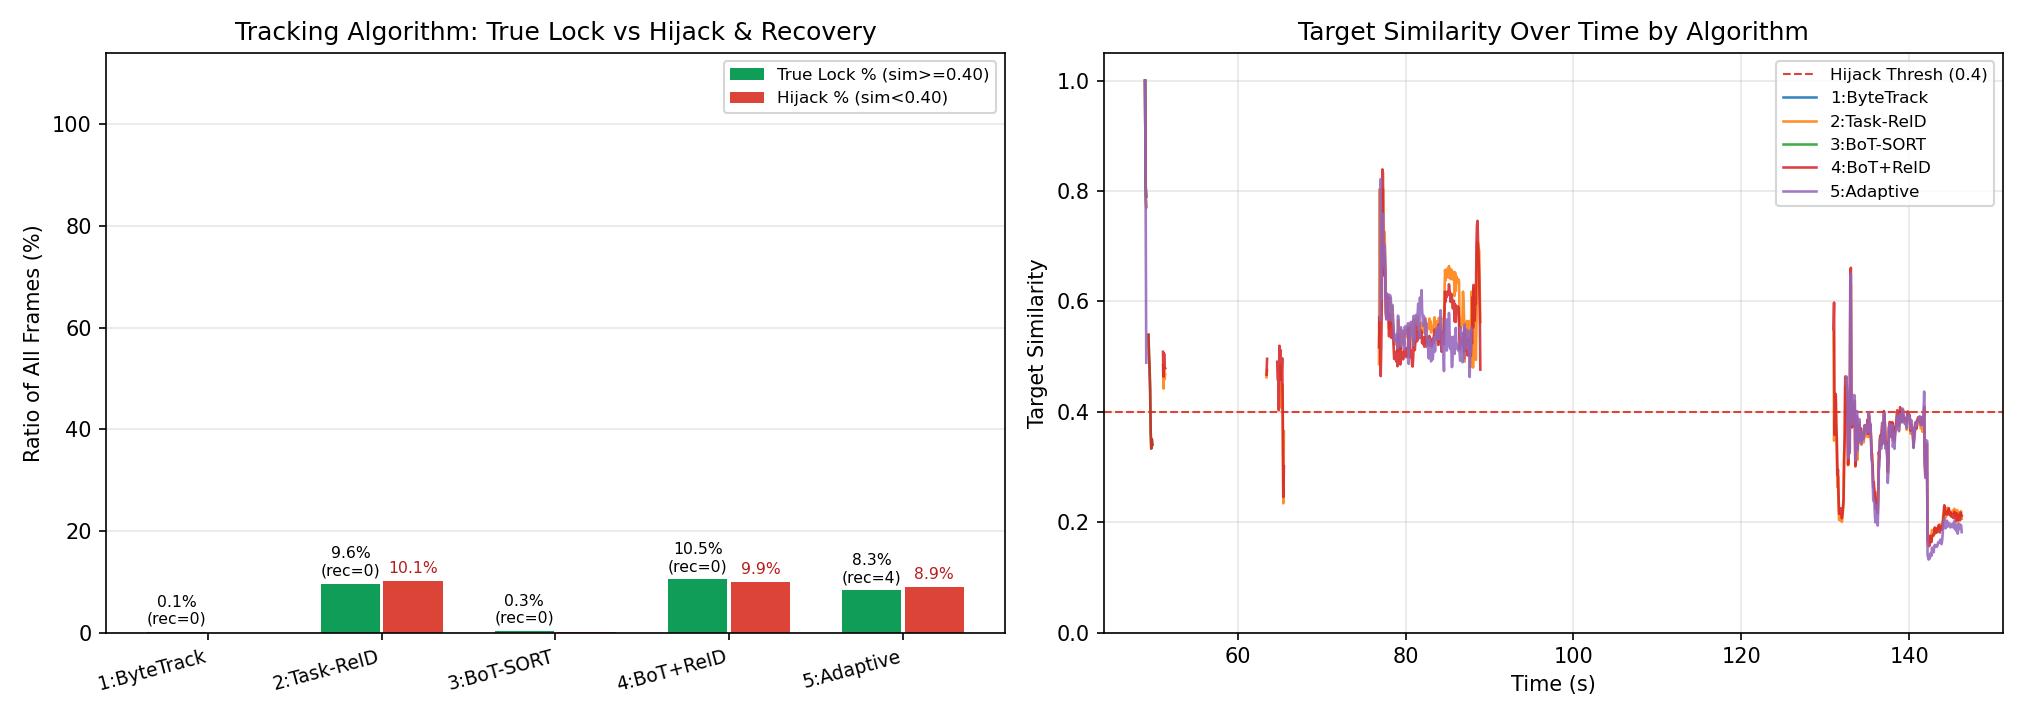 Tracking Algorithm: True Lock vs Hijack & Recovery
True Lock % (sim>=0.40)
Hijack % (sim<0.40)
Ratio of All Frames (%)
100
80
60
40
20
0
0.1%
(rec=0)
9.6%
(rec=0)
10.1%
0.3%
(rec=0)
10.5%
(rec=0)
9.9%
8.3%
(rec=4)
8.9%
1:ByteTrack
2:Task-ReID
3:BoT-SORT
4:BoT+ReID
5:Adaptive
Target Similarity Over Time by Algorithm
Hijack Thresh (0.4)
1:ByteTrack
2:Task-ReID
3:BoT-SORT
4:BoT+ReID
5:Adaptive
Target Similarity
1.0
0.8
0.6
0.4
0.2
0.0
60
80
100
120
140
Time (s)